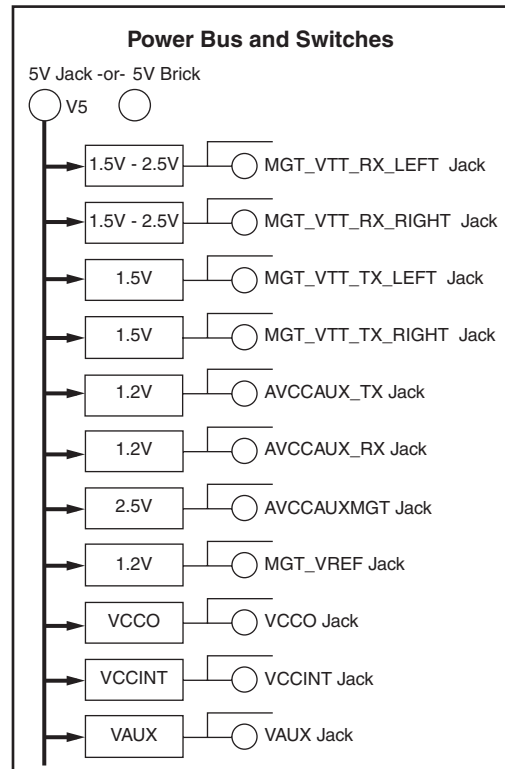 Power Bus and Switches
5V Jack -or- 5V Brick
V5
1.5V - 2.5V MGT_VTT_RX_LEFT Jack
1.5V - 2.5V MGT_VTT_RX_RIGHT Jack
1.5V MGT_VTT_TX_LEFT Jack
1.5V MGT_VTT_TX_RIGHT Jack
1.2V AVCCAUX_TX Jack
1.2V AVCCAUX_RX Jack
2.5V AVCCAUXMGT Jack
1.2V MGT_VREF Jack
VCCO VCCO Jack
VCCINT VCCINT Jack
VAUX VAUX Jack